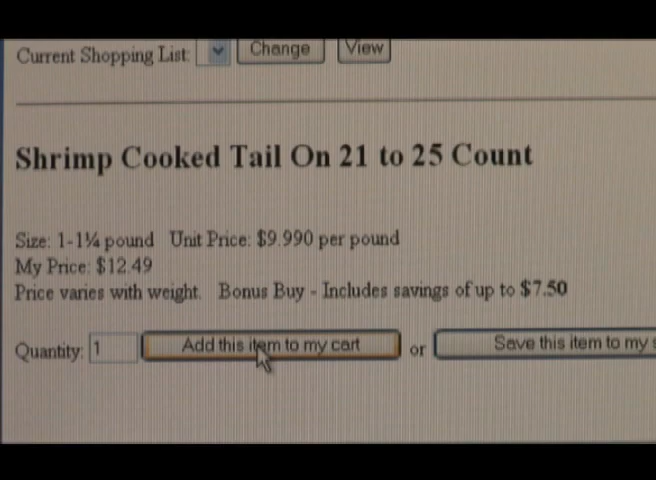 Current Shopping List: Change View
Shrimp Cooked Tail On 21 to 25 Count
Size: 1-1¼ pound Unit Price: $9.990 per pound
My Price: $12.49
Price varies with weight. Bonus Buy - Includes savings of up to $7.50
Quantity: 1 Add this item to my cart or Save this item to my s